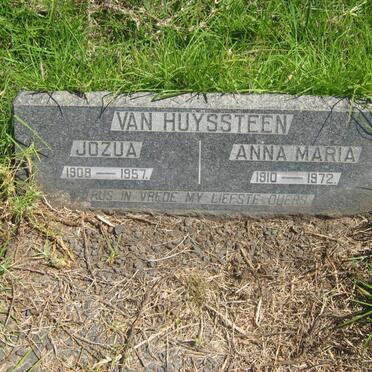 VAN HUYSSTEEN
JOZUA ANNA MARIA
1908 — 1957. 1910 — 1972.
RUS IN VREDE MY LIEFSTE OUERS